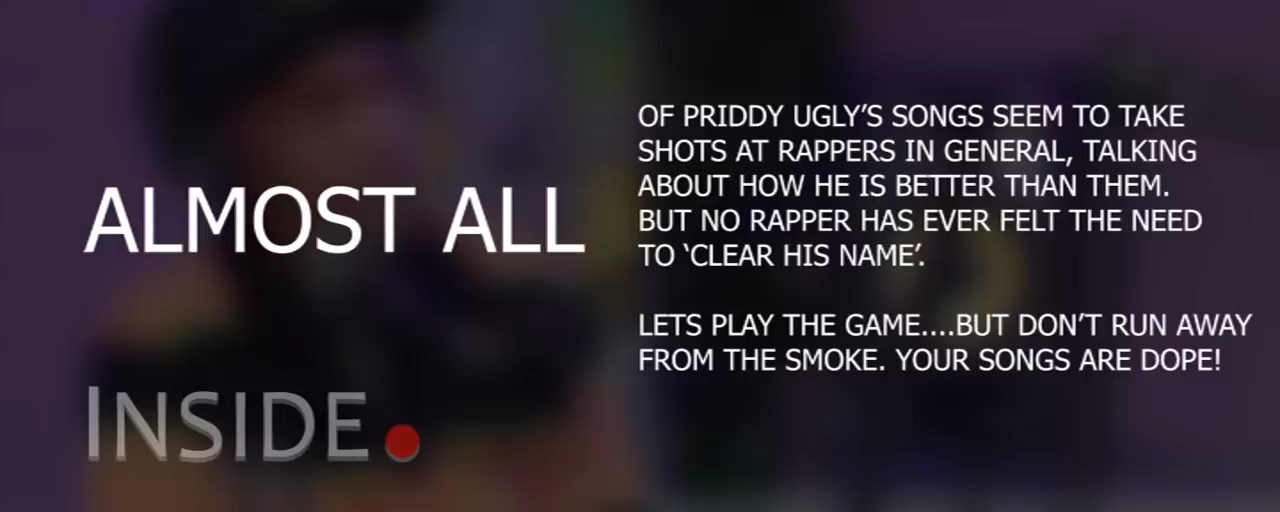 ALMOST ALL
OF PRIDDY UGLY'S SONGS SEEM TO TAKE
SHOTS AT RAPPERS IN GENERAL, TALKING
ABOUT HOW HE IS BETTER THAN THEM.
BUT NO RAPPER HAS EVER FELT THE NEED
TO ‘CLEAR HIS NAME’.
LETS PLAY THE GAME....BUT DON'T RUN AWAY
FROM THE SMOKE. YOUR SONGS ARE DOPE!
INSIDE